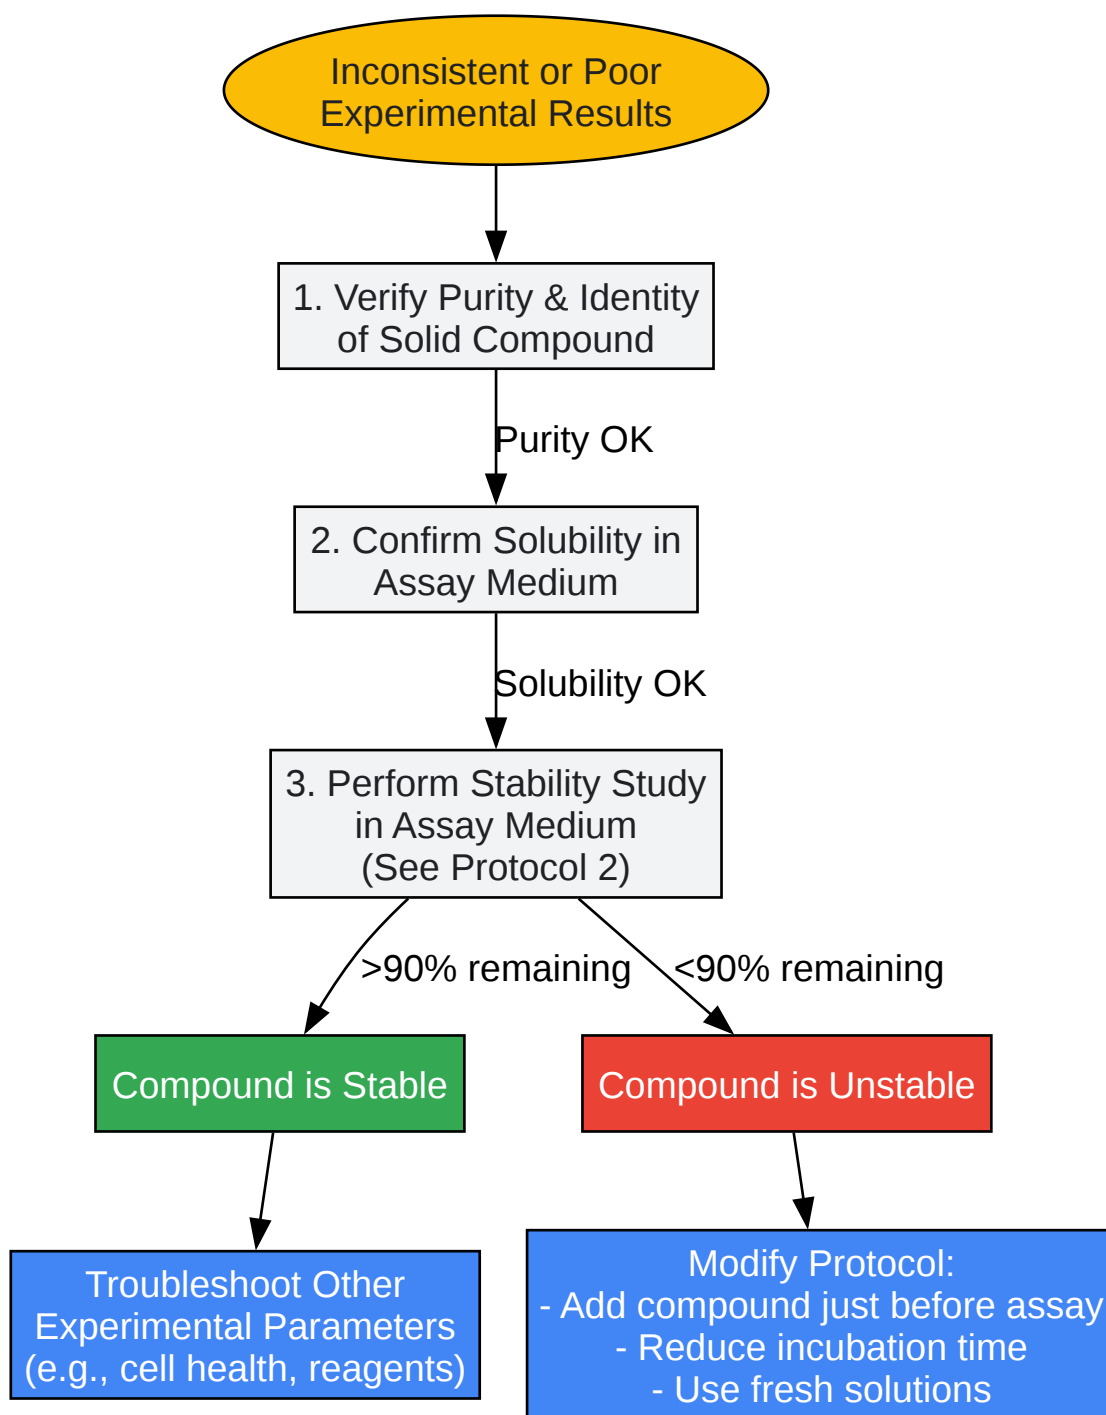 Inconsistent or Poor
Experimental Results
1. Verify Purity & Identity
of Solid Compound
Purity OK
2. Confirm Solubility in
Assay Medium
Solubility OK
3. Perform Stability Study
in Assay Medium
(See Protocol 2)
>90% remaining
<90% remaining
Compound is Stable
Compound is Unstable
Troubleshoot Other
Experimental Parameters
(e.g., cell health, reagents)
Modify Protocol:
- Add compound just before assay
- Reduce incubation time
- Use fresh solutions